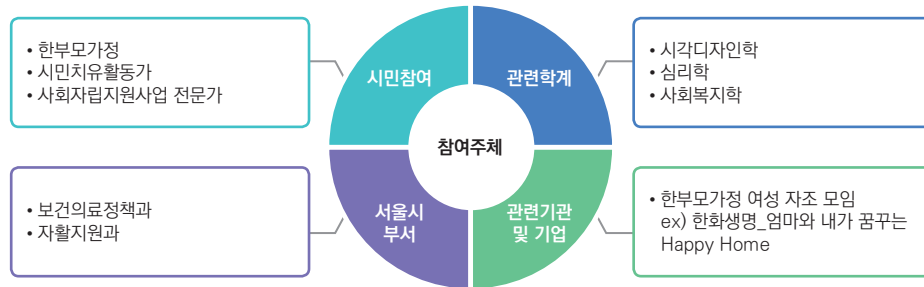 • 한부모가정
• 시민치유활동가
• 사회자립지원사업 전문가
시민참여
관련학계
• 시각디자인학
• 심리학
• 사회복지학
참여주체
• 보건의료정책과
• 자활지원과
서울시
부서
관련기관
및 기업
• 한부모가정 여성 자조 모임
ex) 한화생명_엄마와 내가 꿈꾸는
Happy Home